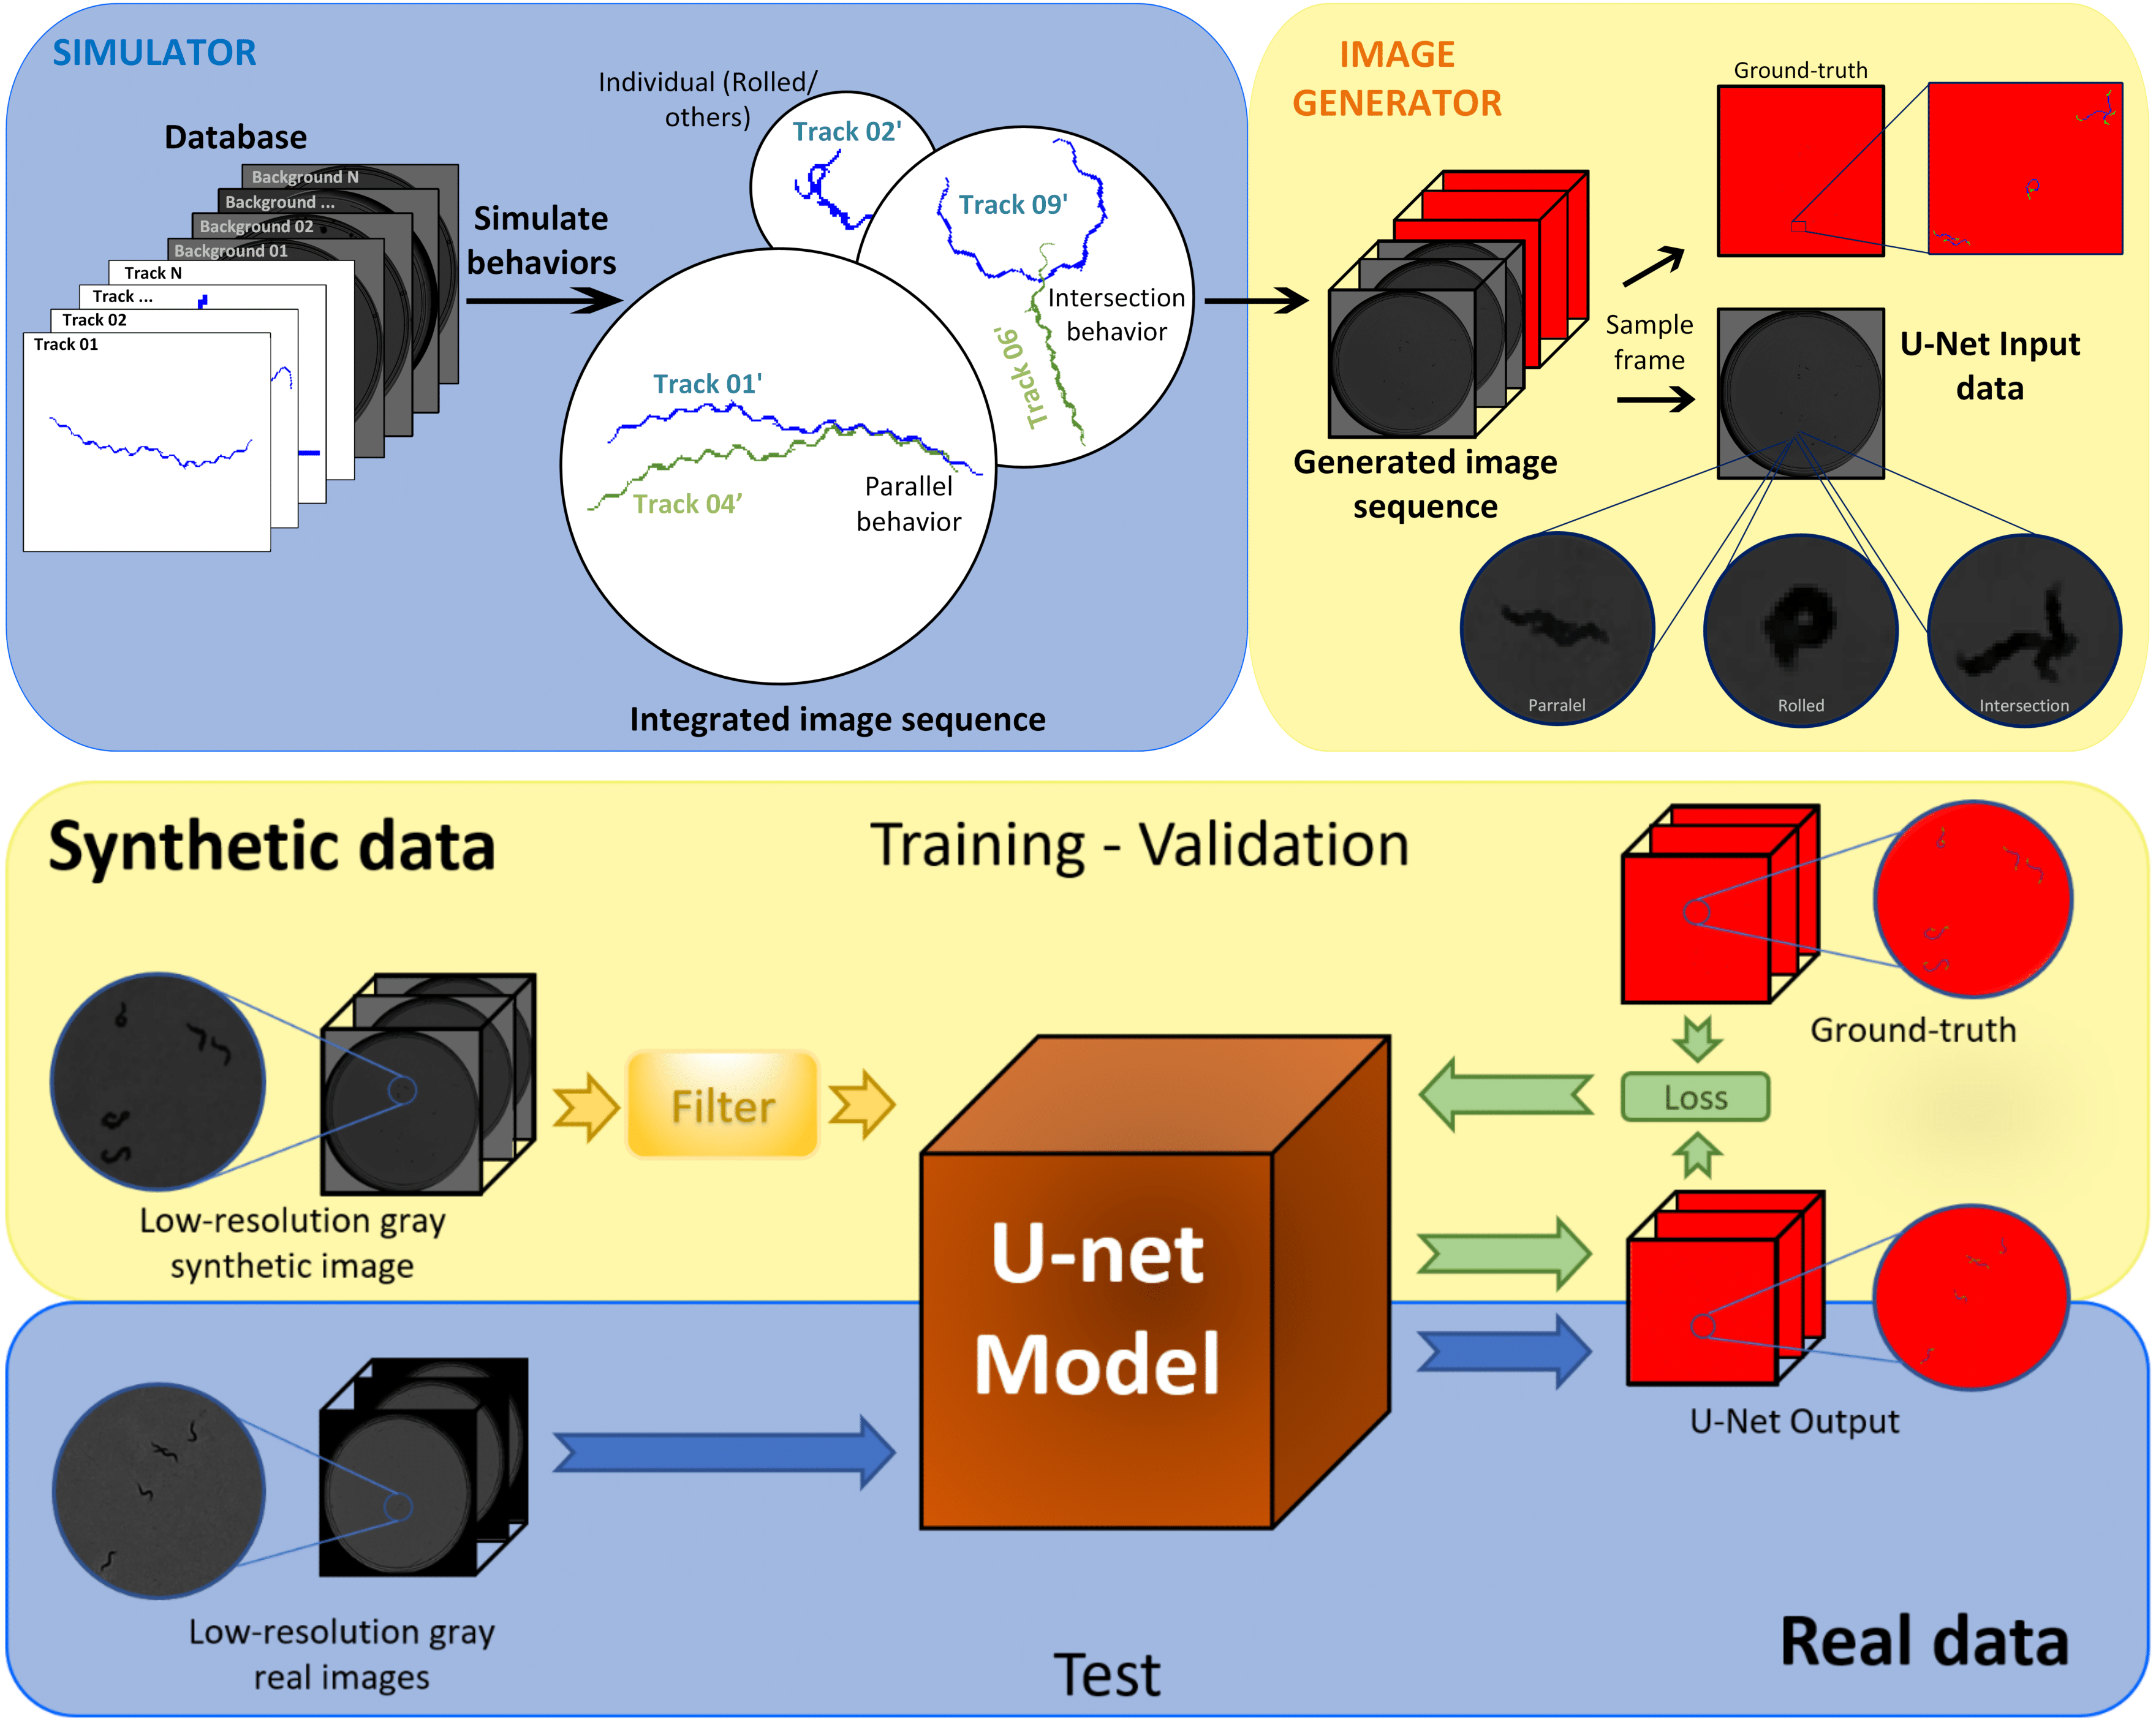 SIMULATOR
Database
Background N
Background ...
Background 02
Background 01
Track N
Track ...
Track 02
Track 01
Simulate
behaviors
Individual (Rolled/
others)
Track 02'
Track 09'
Intersection
behavior
Track 06'
Track 01'
Track 04’
Parallel
behavior
Integrated image sequence
IMAGE
GENERATOR
Ground-truth
Generated image
sequence
Sample
frame
U-Net Input
data
Parralel
Rolled
Intersection
Synthetic data
Training - Validation
Low-resolution gray
synthetic image
Filter
U-net
Model
Ground-truth
Loss
U-Net Output
Low-resolution gray
real images
Test
Real data